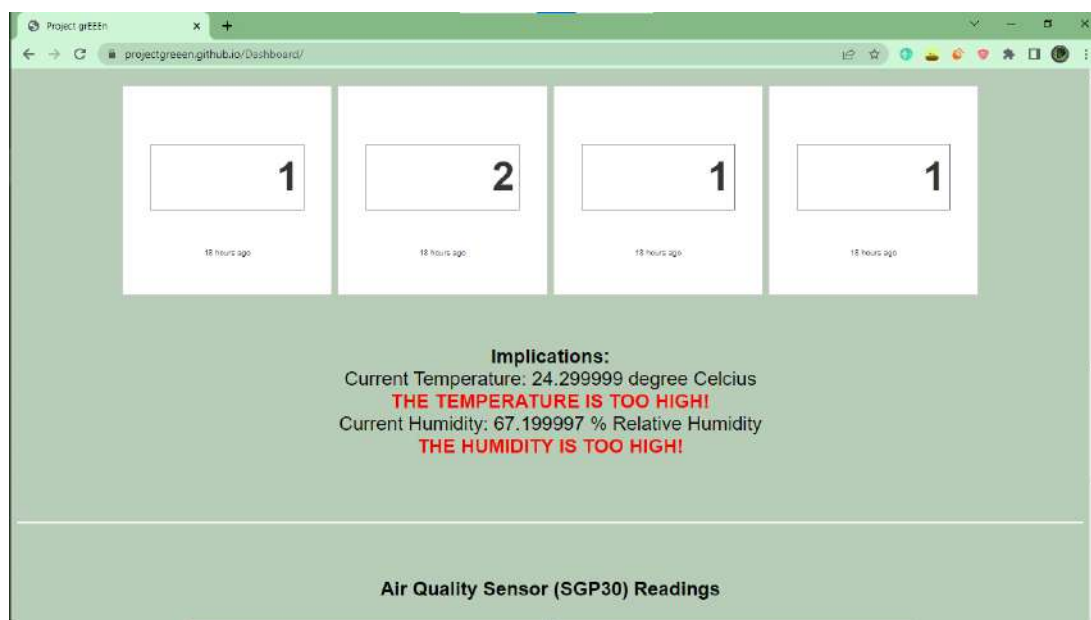 Project grEEEn
projectgreeen.github.io/Dashboard/
1 2 1 1
18 hours ago 18 hours ago 18 hours ago 18 hours ago
Implications:
Current Temperature: 24.299999 degree Celcius
THE TEMPERATURE IS TOO HIGH!
Current Humidity: 67.199997 % Relative Humidity
THE HUMIDITY IS TOO HIGH!
Air Quality Sensor (SGP30) Readings